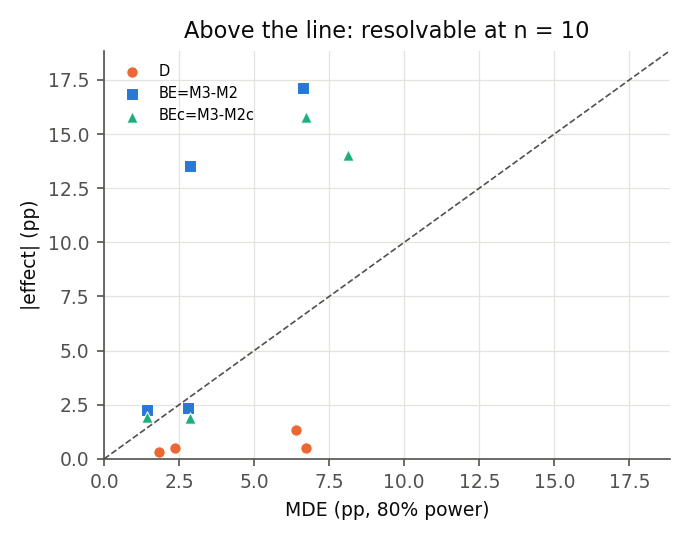 Above the line: resolvable at n = 10
D
BE=M3-M2
BEc=M3-M2c
|effect| (pp)
17.5
15.0
12.5
10.0
7.5
5.0
2.5
0.0
0.0 2.5 5.0 7.5 10.0 12.5 15.0 17.5
MDE (pp, 80% power)